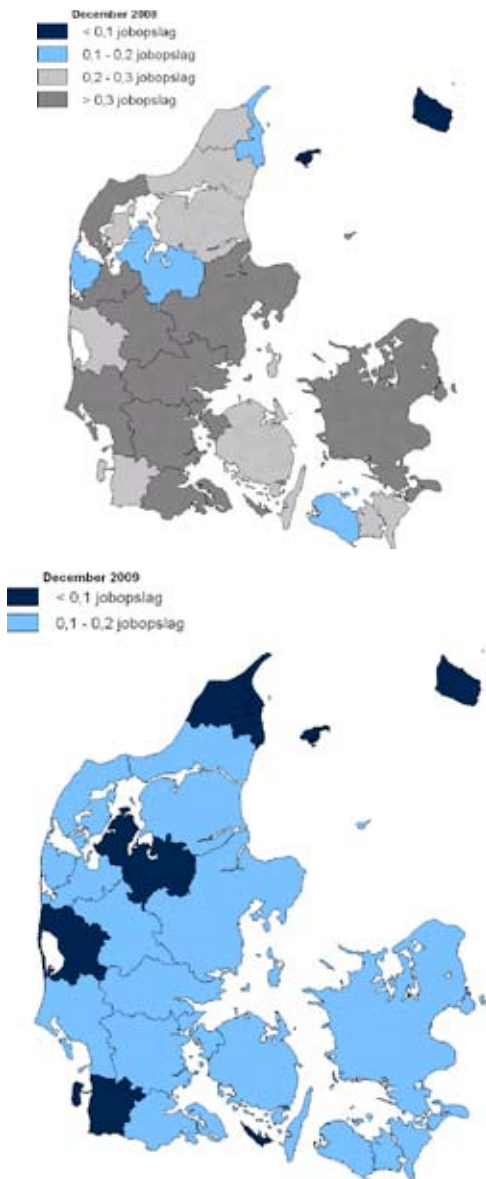 December 2008
< 0,1 jobopslag
0,1 - 0,2 jobopslag
0,2 - 0,3 jobopslag
> 0,3 jobopslag
December 2009
< 0,1 jobopslag
0,1 - 0,2 jobopslag